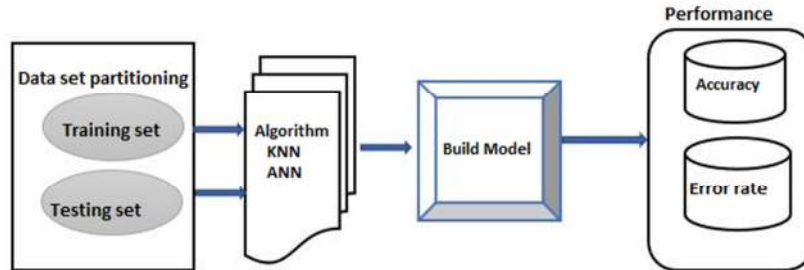 Performance
Data set partitioning
Training set
Testing set
Algorithm
KNN
ANN
Build Model
Accuracy
Error rate